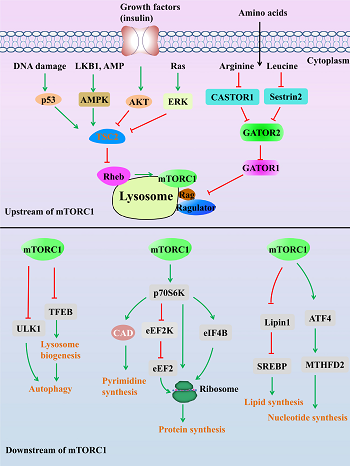 Growth factors
(insulin)
Amino acids
Cytoplasm
DNA damage
LKB1, AMP
Ras
Arginine
Leucine
p53
AMPK
AKT
ERK
CASTOR1
Sestrin2
GATOR2
GATOR1
Rheb
mTORC1
Lysosome
Rag
Ragulator
Upstream of mTORC1
mTORC1
mTORC1
mTORC1
p70S6K
ULK1
TFEB
CAD
eEF2K
eIF4B
Lipin1
ATF4
Lysosome
biogenesis
eEF2
SREBP
MTHFD2
Autophagy
Pyrimidine
synthesis
Ribosome
Lipid synthesis
Nucleotide synthesis
Protein synthesis
Downstream of mTORC1